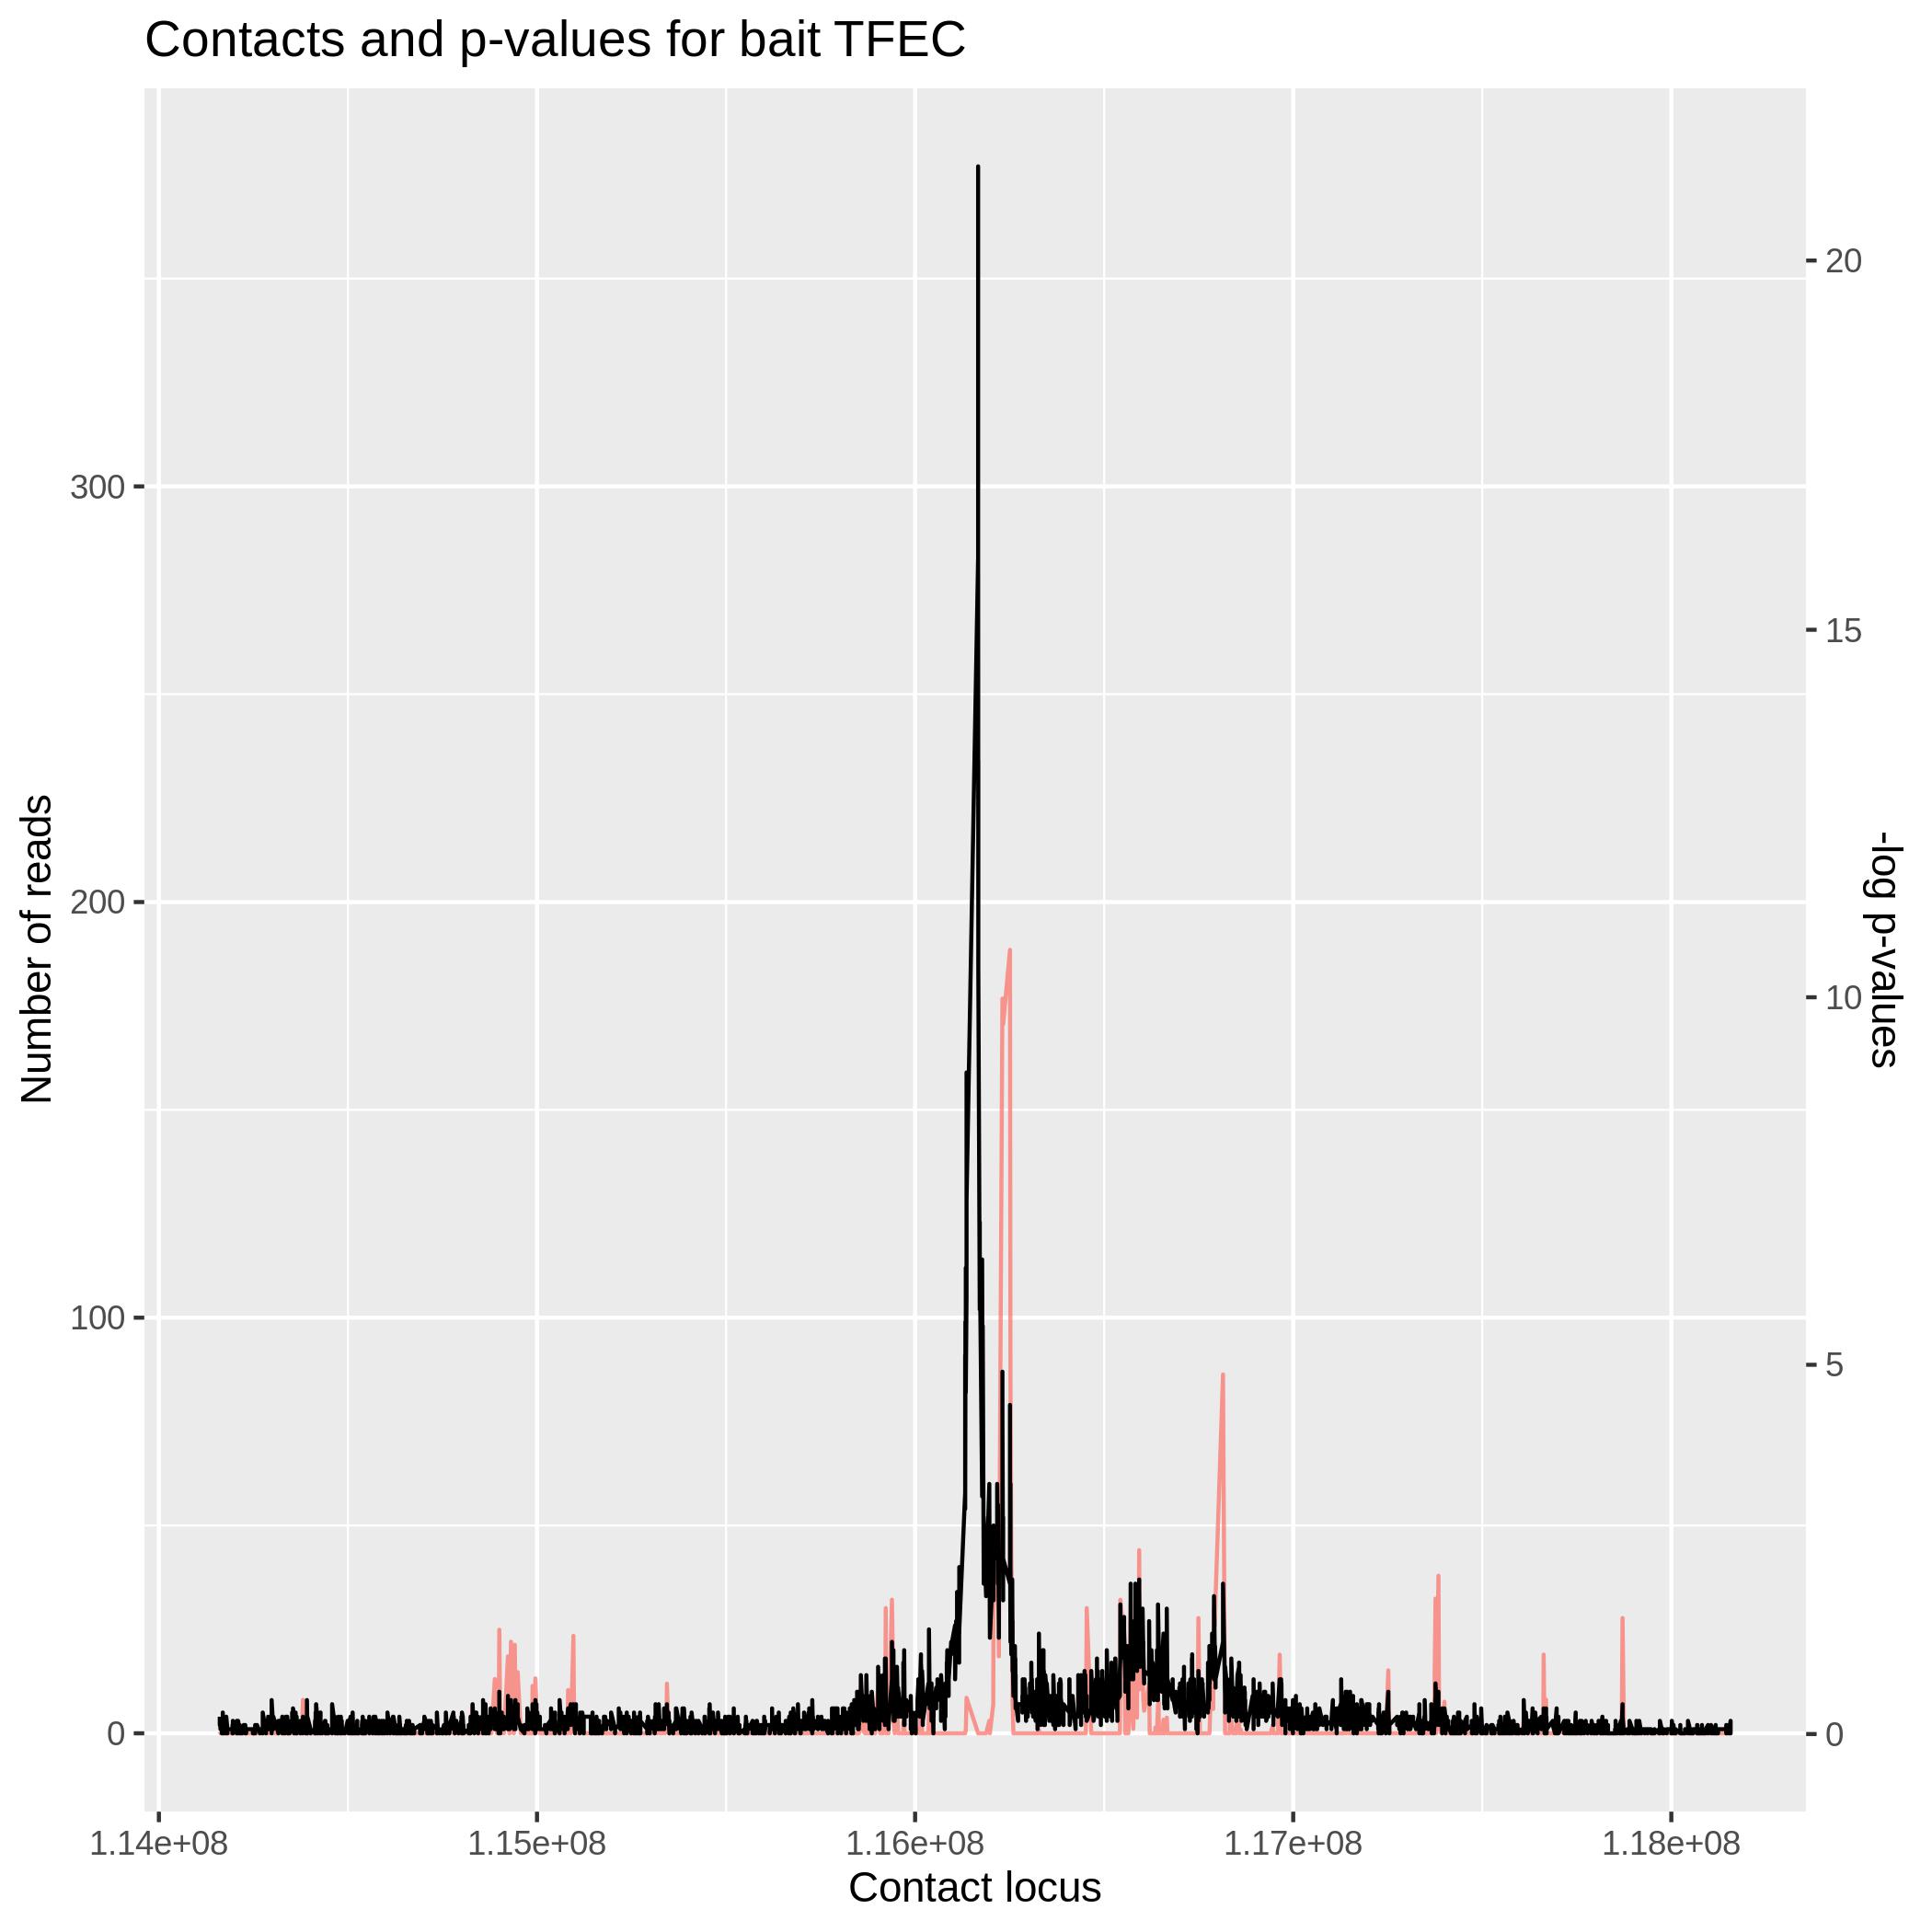 Contacts and p-values for bait TFEC
Number of reads
300
200
100
0
20
15
10
5
0
-log p-values
1.14e+08
1.15e+08
1.16e+08
1.17e+08
1.18e+08
Contact locus